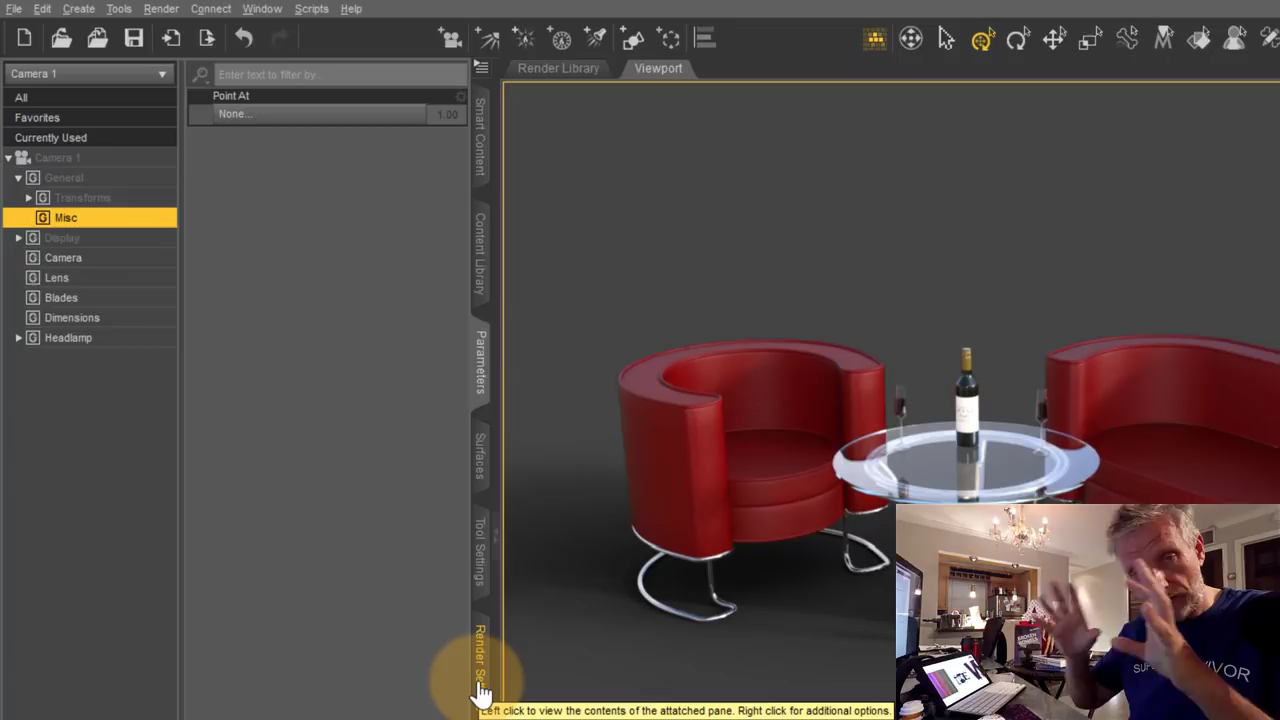 File Edit Create Tools Render Connect Window Scripts Help
Camera 1
Enter text to filter by...
Render Library
Viewport
All
Favorites
Currently Used
Camera 1
General
Transforms
Misc
Display
Camera
Lens
Blades
Dimensions
Headlamp
Point At
None...
1.00
Smart Content
Content Library
Parameters
Surfaces
Tool Settings
Render Se
Left click to view the contents of the attatched pane. Right click for additional options.